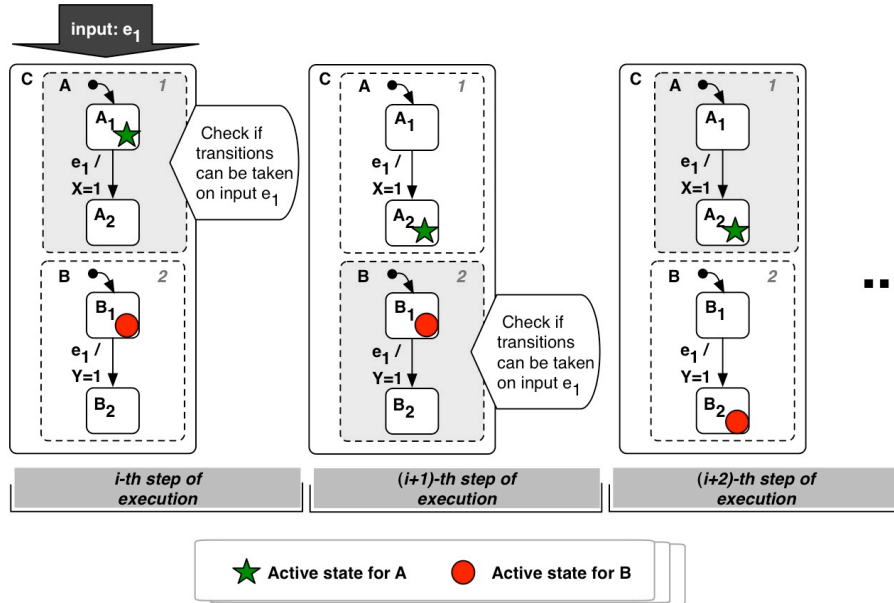 input: e1
C
A
1
A1
e1 /
X=1
A2
Check if
transitions
can be taken
on input e1
B
2
B1
e1 /
Y=1
B2
i-th step of
execution
C
A
1
A1
e1 /
X=1
A2
B
2
B1
e1 /
Y=1
B2
Check if
transitions
can be taken
on input e1
(i+1)-th step of
execution
C
A
1
A1
e1 /
X=1
A2
B
2
B1
e1 /
Y=1
B2
(i+2)-th step of
execution
Active state for A
Active state for B